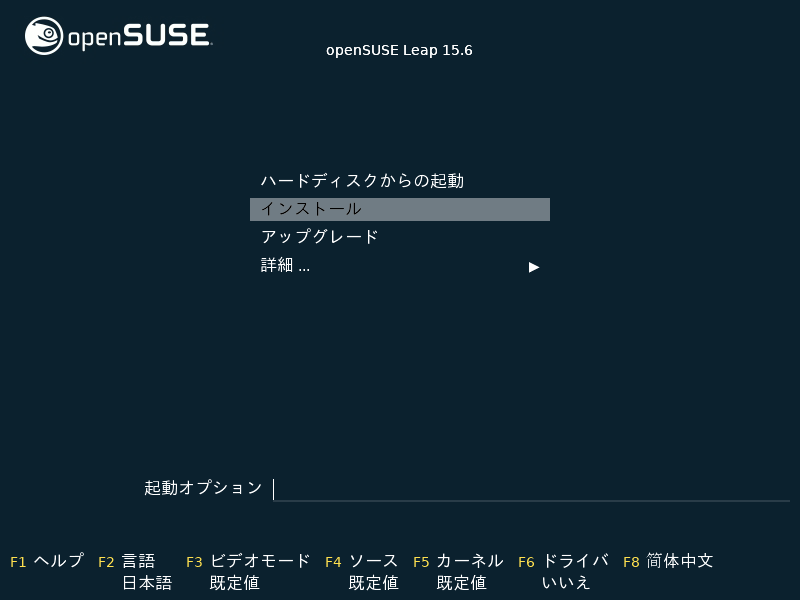 openSUSE
openSUSE Leap 15.6
ハードディスクからの起動
インストール
アップグレード
詳細 ...
起動オプション
F1 ヘルプ F2 言語 F3 ビデオモード F4 ソース F5 カーネル F6 ドライバ F8 简体中文
日本語 既定値 既定値 既定値 いいえ